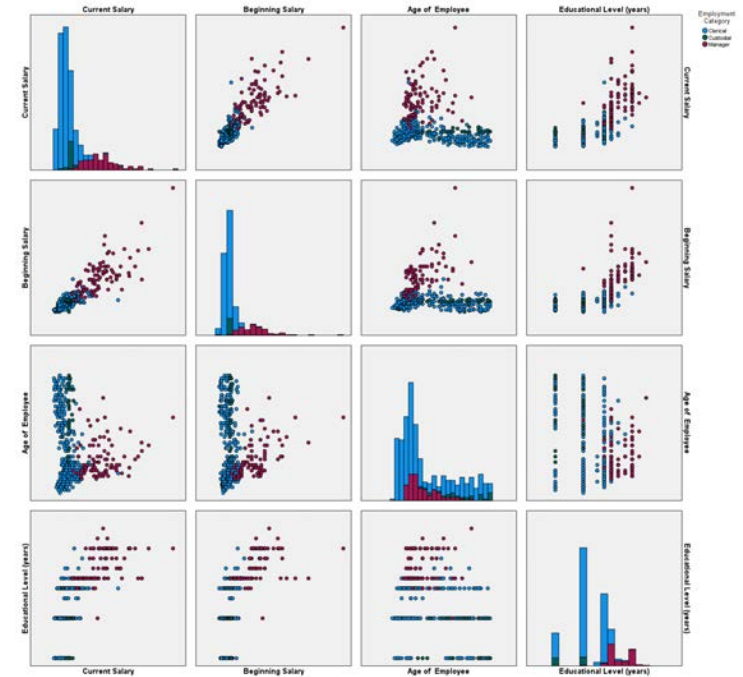 Current Salary
Beginning Salary
Age of Employee
Educational Level (years)
Employment
Category
Clerical
Custodial
Manager
Current Salary
Current Salary
Beginning Salary
Beginning Salary
Age of Employee
Age of Employee
Educational Level (years)
Educational Level (years)
Current Salary
Beginning Salary
Age of Employee
Educational Level (years)